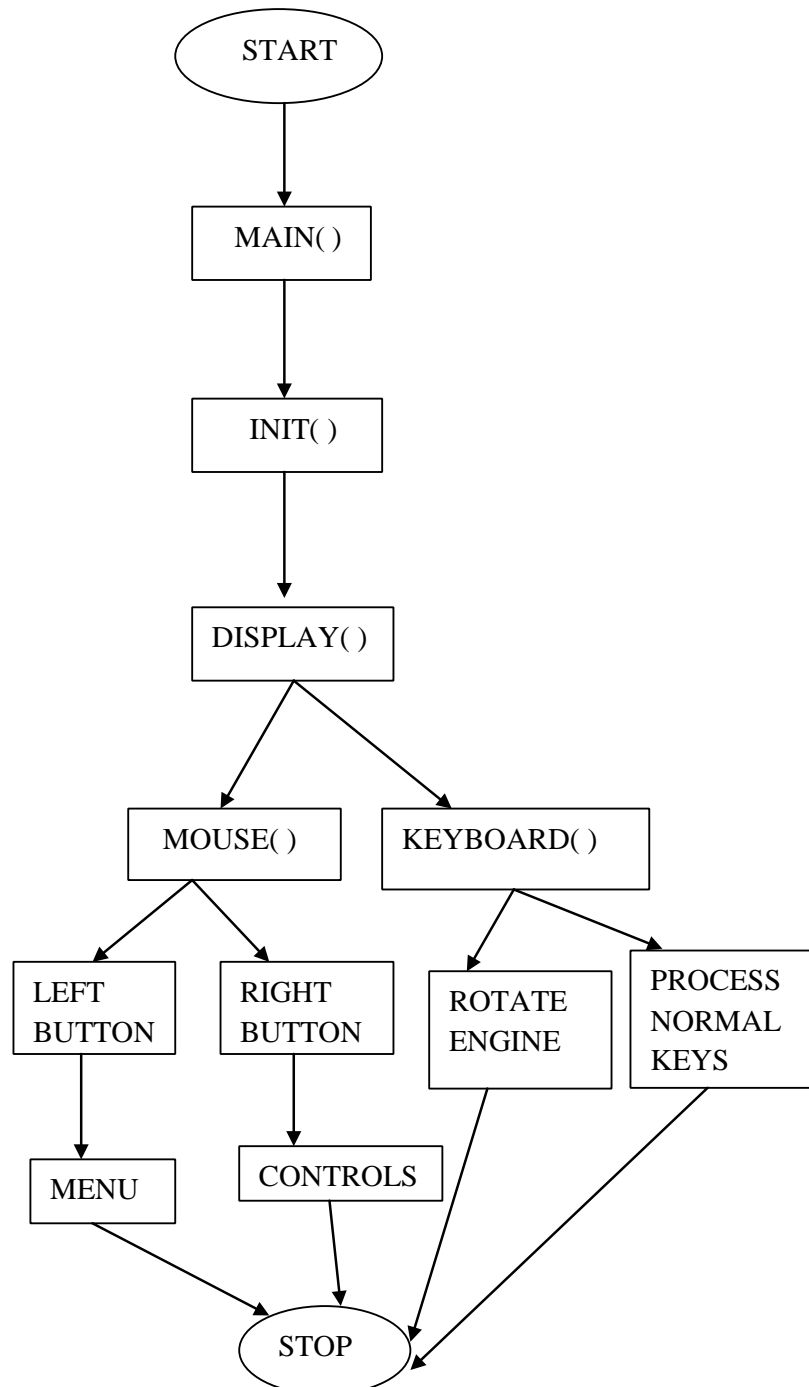 START
MAIN( )
INIT( )
DISPLAY( )
MOUSE( )
KEYBOARD( )
LEFT
BUTTON
RIGHT
BUTTON
ROTATE
ENGINE
PROCESS
NORMAL
KEYS
MENU
CONTROLS
STOP